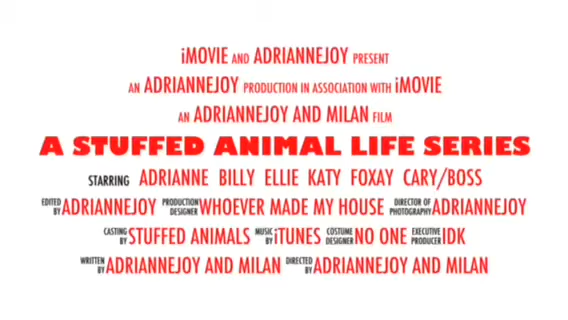 iMOVIE AND ADRIANNEJOY PRESENT
AN ADRIANNEJOY PRODUCTION IN ASSOCIATION WITH iMOVIE
AN ADRIANNEJOY AND MILAN FILM
A STUFFED ANIMAL LIFE SERIES
STARRING ADRIANNE BILLY ELLIE KATY FOXAY CARY/BOSS
EDITED BY ADRIANNEJOY PRODUCTION DESIGNER WHOEVER MADE MY HOUSE DIRECTOR OF PHOTOGRAPHY ADRIANNEJOY
CASTING BY STUFFED ANIMALS MUSIC BY iTUNES COSTUME DESIGNER NO ONE EXECUTIVE PRODUCER IDK
WRITTEN BY ADRIANNEJOY AND MILAN DIRECTED BY ADRIANNEJOY AND MILAN